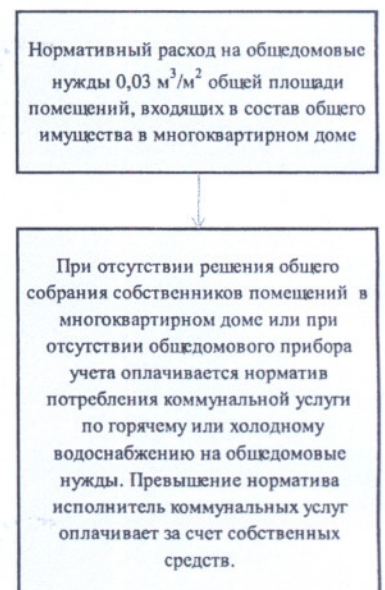 Нормативный расход на общедомовые
нужды 0,03 м³/м² общей площади
помещений, входящих в состав общего
имущества в многоквартирном доме
При отсутствии решения общего
собрания собственников помещений в
многоквартирном доме или при
отсутствии общедомового прибора
учета оплачивается норматив
потребления коммунальной услуги
по горячему или холодному
водоснабжению на общедомовые
нужды. Превышение норматива
исполнитель коммунальных услуг
оплачивает за счет собственных
средств.